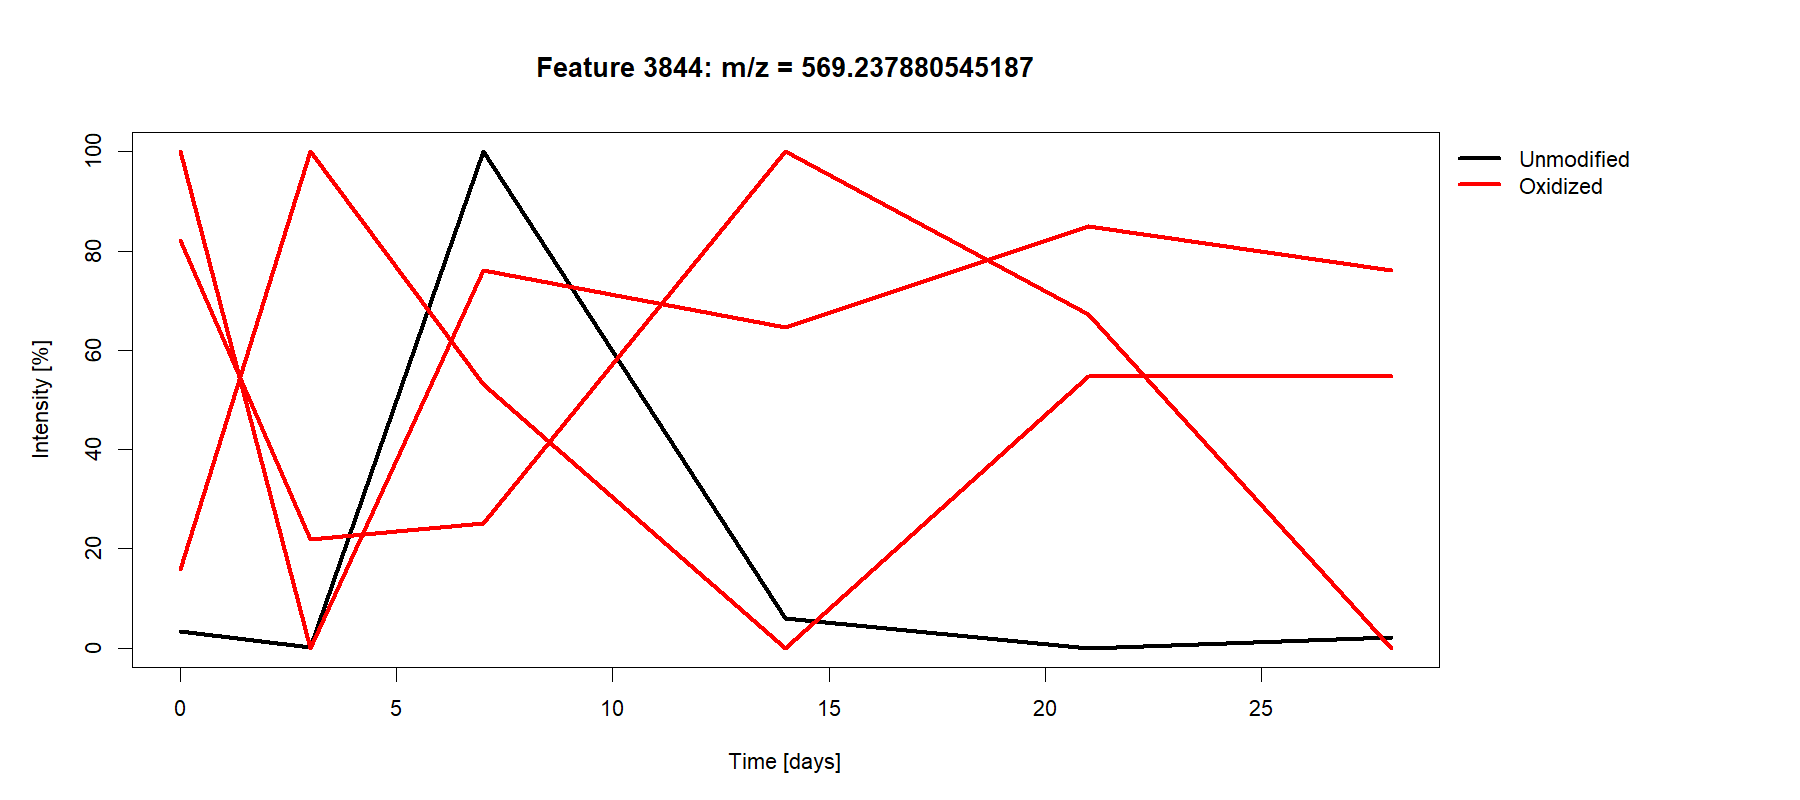 Feature 3844: m/z = 569.237880545187
Unmodified
Oxidized
Intensity [%]
100
80
60
40
20
0
0 5 10 15 20 25
Time [days]